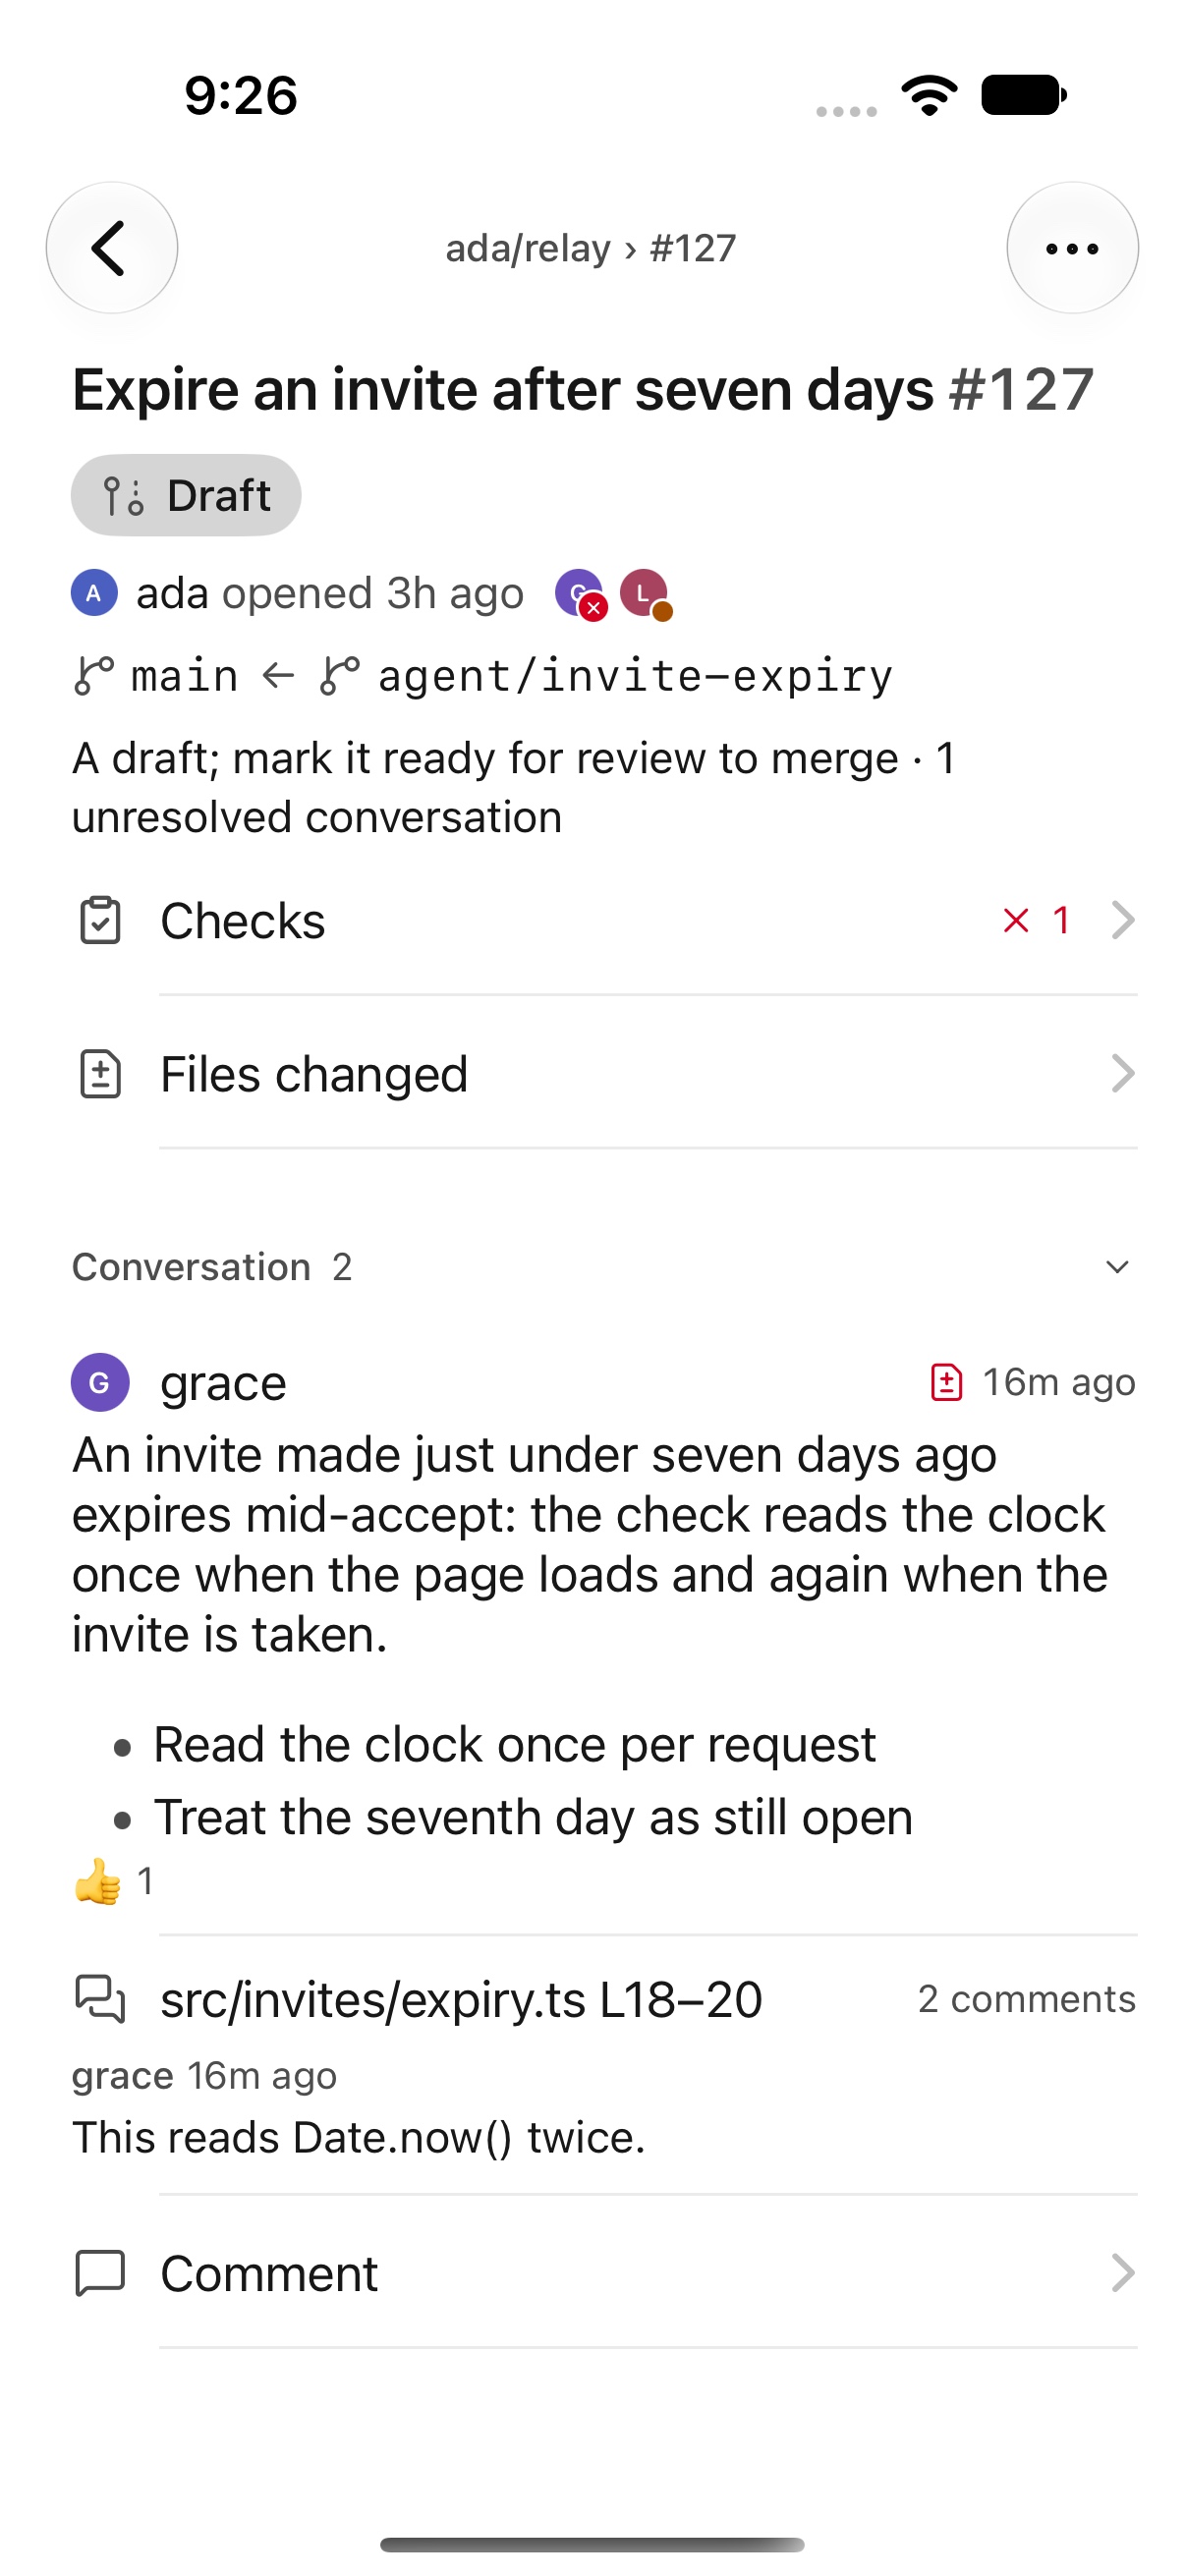 9:26
ada/relay › #127
Expire an invite after seven days #127
Draft
A ada opened 3h ago G L
main ← agent/invite-expiry
A draft; mark it ready for review to merge · 1
unresolved conversation
Checks 1
Files changed
Conversation 2
G grace 16m ago
An invite made just under seven days ago
expires mid-accept: the check reads the clock
once when the page loads and again when the
invite is taken.
• Read the clock once per request
• Treat the seventh day as still open
👍 1
src/invites/expiry.ts L18–20 2 comments
grace 16m ago
This reads Date.now() twice.
Comment